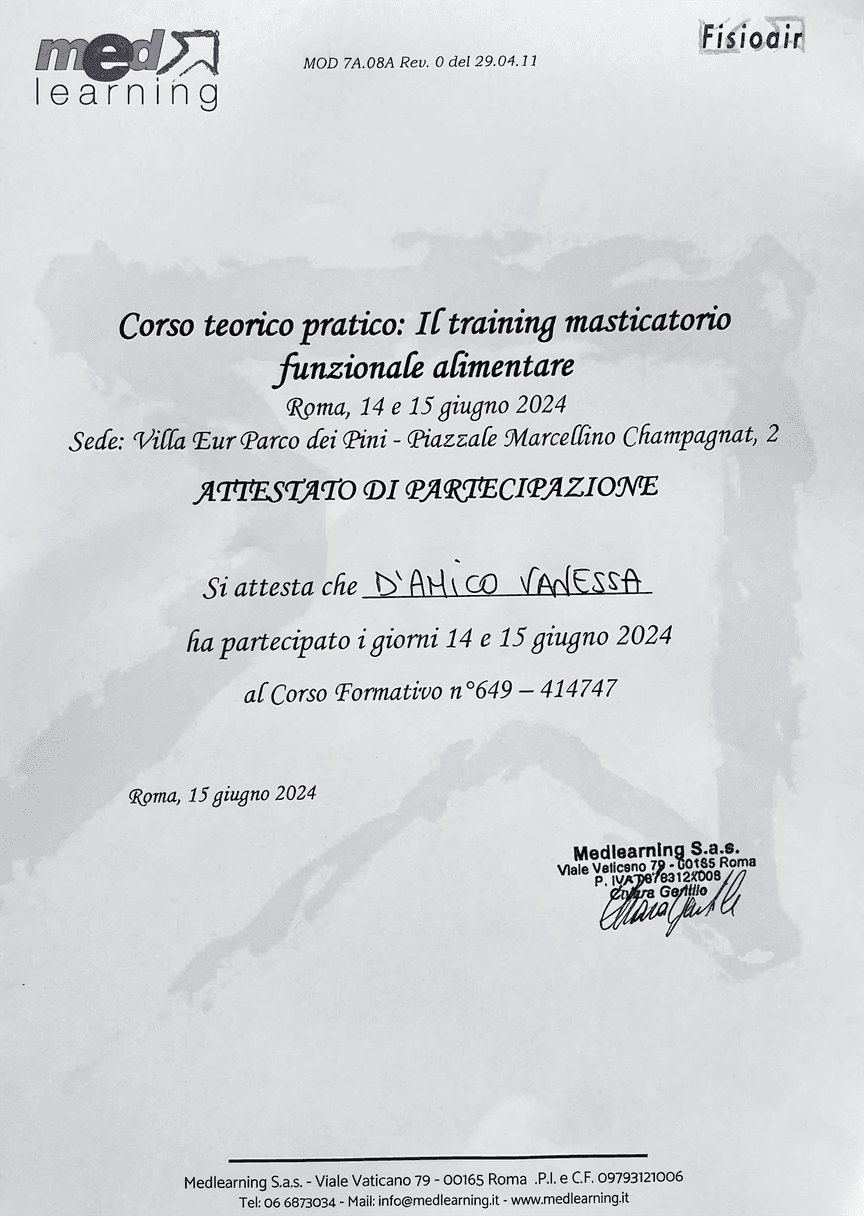 med
learning
MOD 7A.08A Rev. 0 del 29.04.11
Fisioair
Corso teorico pratico: Il training masticatorio
funzionale alimentare
Roma, 14 e 15 giugno 2024
Sede: Villa Eur Parco dei Pini - Piazzale Marcellino Champagnat, 2
ATTESTATO DI PARTECIPAZIONE
Si attesta che D'AMICO VANESSA
ha partecipato i giorni 14 e 15 giugno 2024
al Corso Formativo n°649 – 414747
Roma, 15 giugno 2024
Medlearning S.a.s.
Viale Vaticano 79 - 00165 Roma
P. IVA
Medlearning S.a.s. - Viale Vaticano 79 - 00165 Roma .P.I. e C.F. 09793121006
Tel: 06 6873034 - Mail: info@medlearning.it - www.medlearning.it